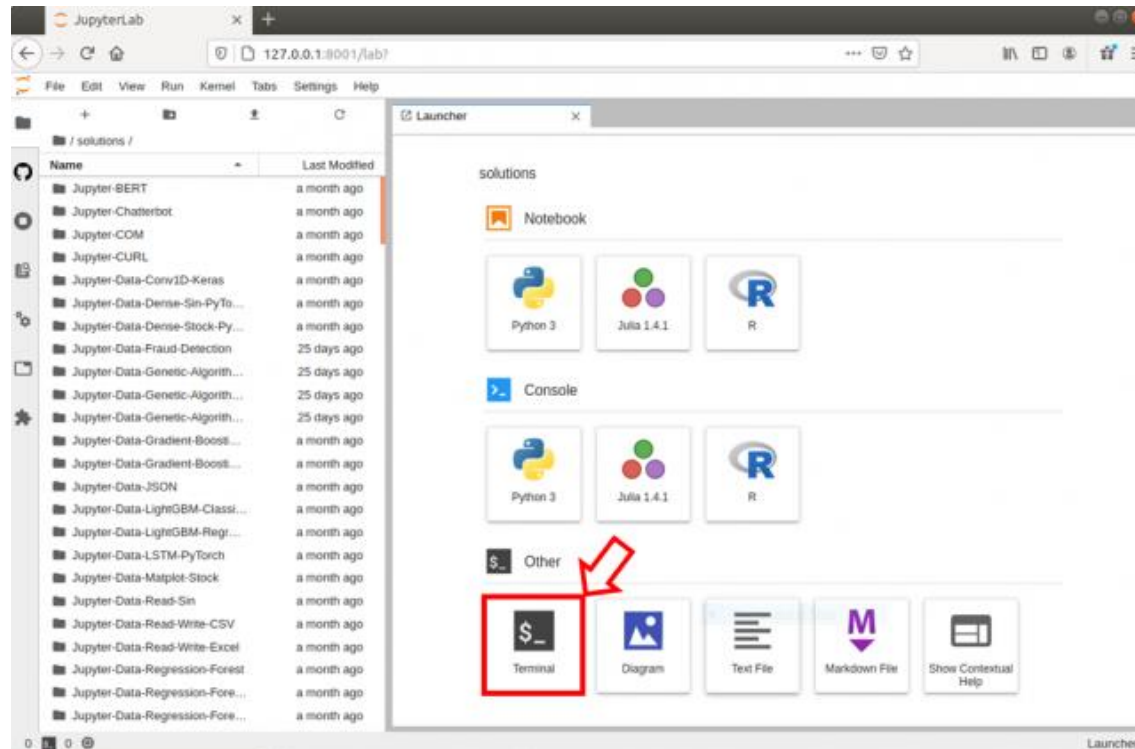 JupyterLab
127.0.0.1:8001/lab?
File Edit View Run Kernel Tabs Settings Help
/ solutions /
Name Last Modified
Jupyter-BERT a month ago
Jupyter-Chatterbot a month ago
Jupyter-COM a month ago
Jupyter-CURL a month ago
Jupyter-Data-Conv1D-Keras a month ago
Jupyter-Data-Dense-Sin-PyTo... a month ago
Jupyter-Data-Dense-Stock-Py... a month ago
Jupyter-Data-Fraud-Detection 25 days ago
Jupyter-Data-Genetic-Algorith... 25 days ago
Jupyter-Data-Genetic-Algorith... 25 days ago
Jupyter-Data-Genetic-Algorith... 25 days ago
Jupyter-Data-Gradient-Boosti... a month ago
Jupyter-Data-Gradient-Boosti... a month ago
Jupyter-Data-JSON a month ago
Jupyter-Data-LightGBM-Classi... a month ago
Jupyter-Data-LightGBM-Regr... a month ago
Jupyter-Data-LSTM-PyTorch a month ago
Jupyter-Data-Matplot-Stock a month ago
Jupyter-Data-Read-Sin a month ago
Jupyter-Data-Read-Write-CSV a month ago
Jupyter-Data-Read-Write-Excel a month ago
Jupyter-Data-Regression-Forest a month ago
Jupyter-Data-Regression-Fore... a month ago
Jupyter-Data-Regression-Fore... a month ago
Launcher
solutions
Notebook
Python 3 Julia 1.4.1 R
Console
Python 3 Julia 1.4.1 R
$_ Other
$_ M
Terminal Diagram Text File Markdown File Show Contextual
Help
0 0 Launcher